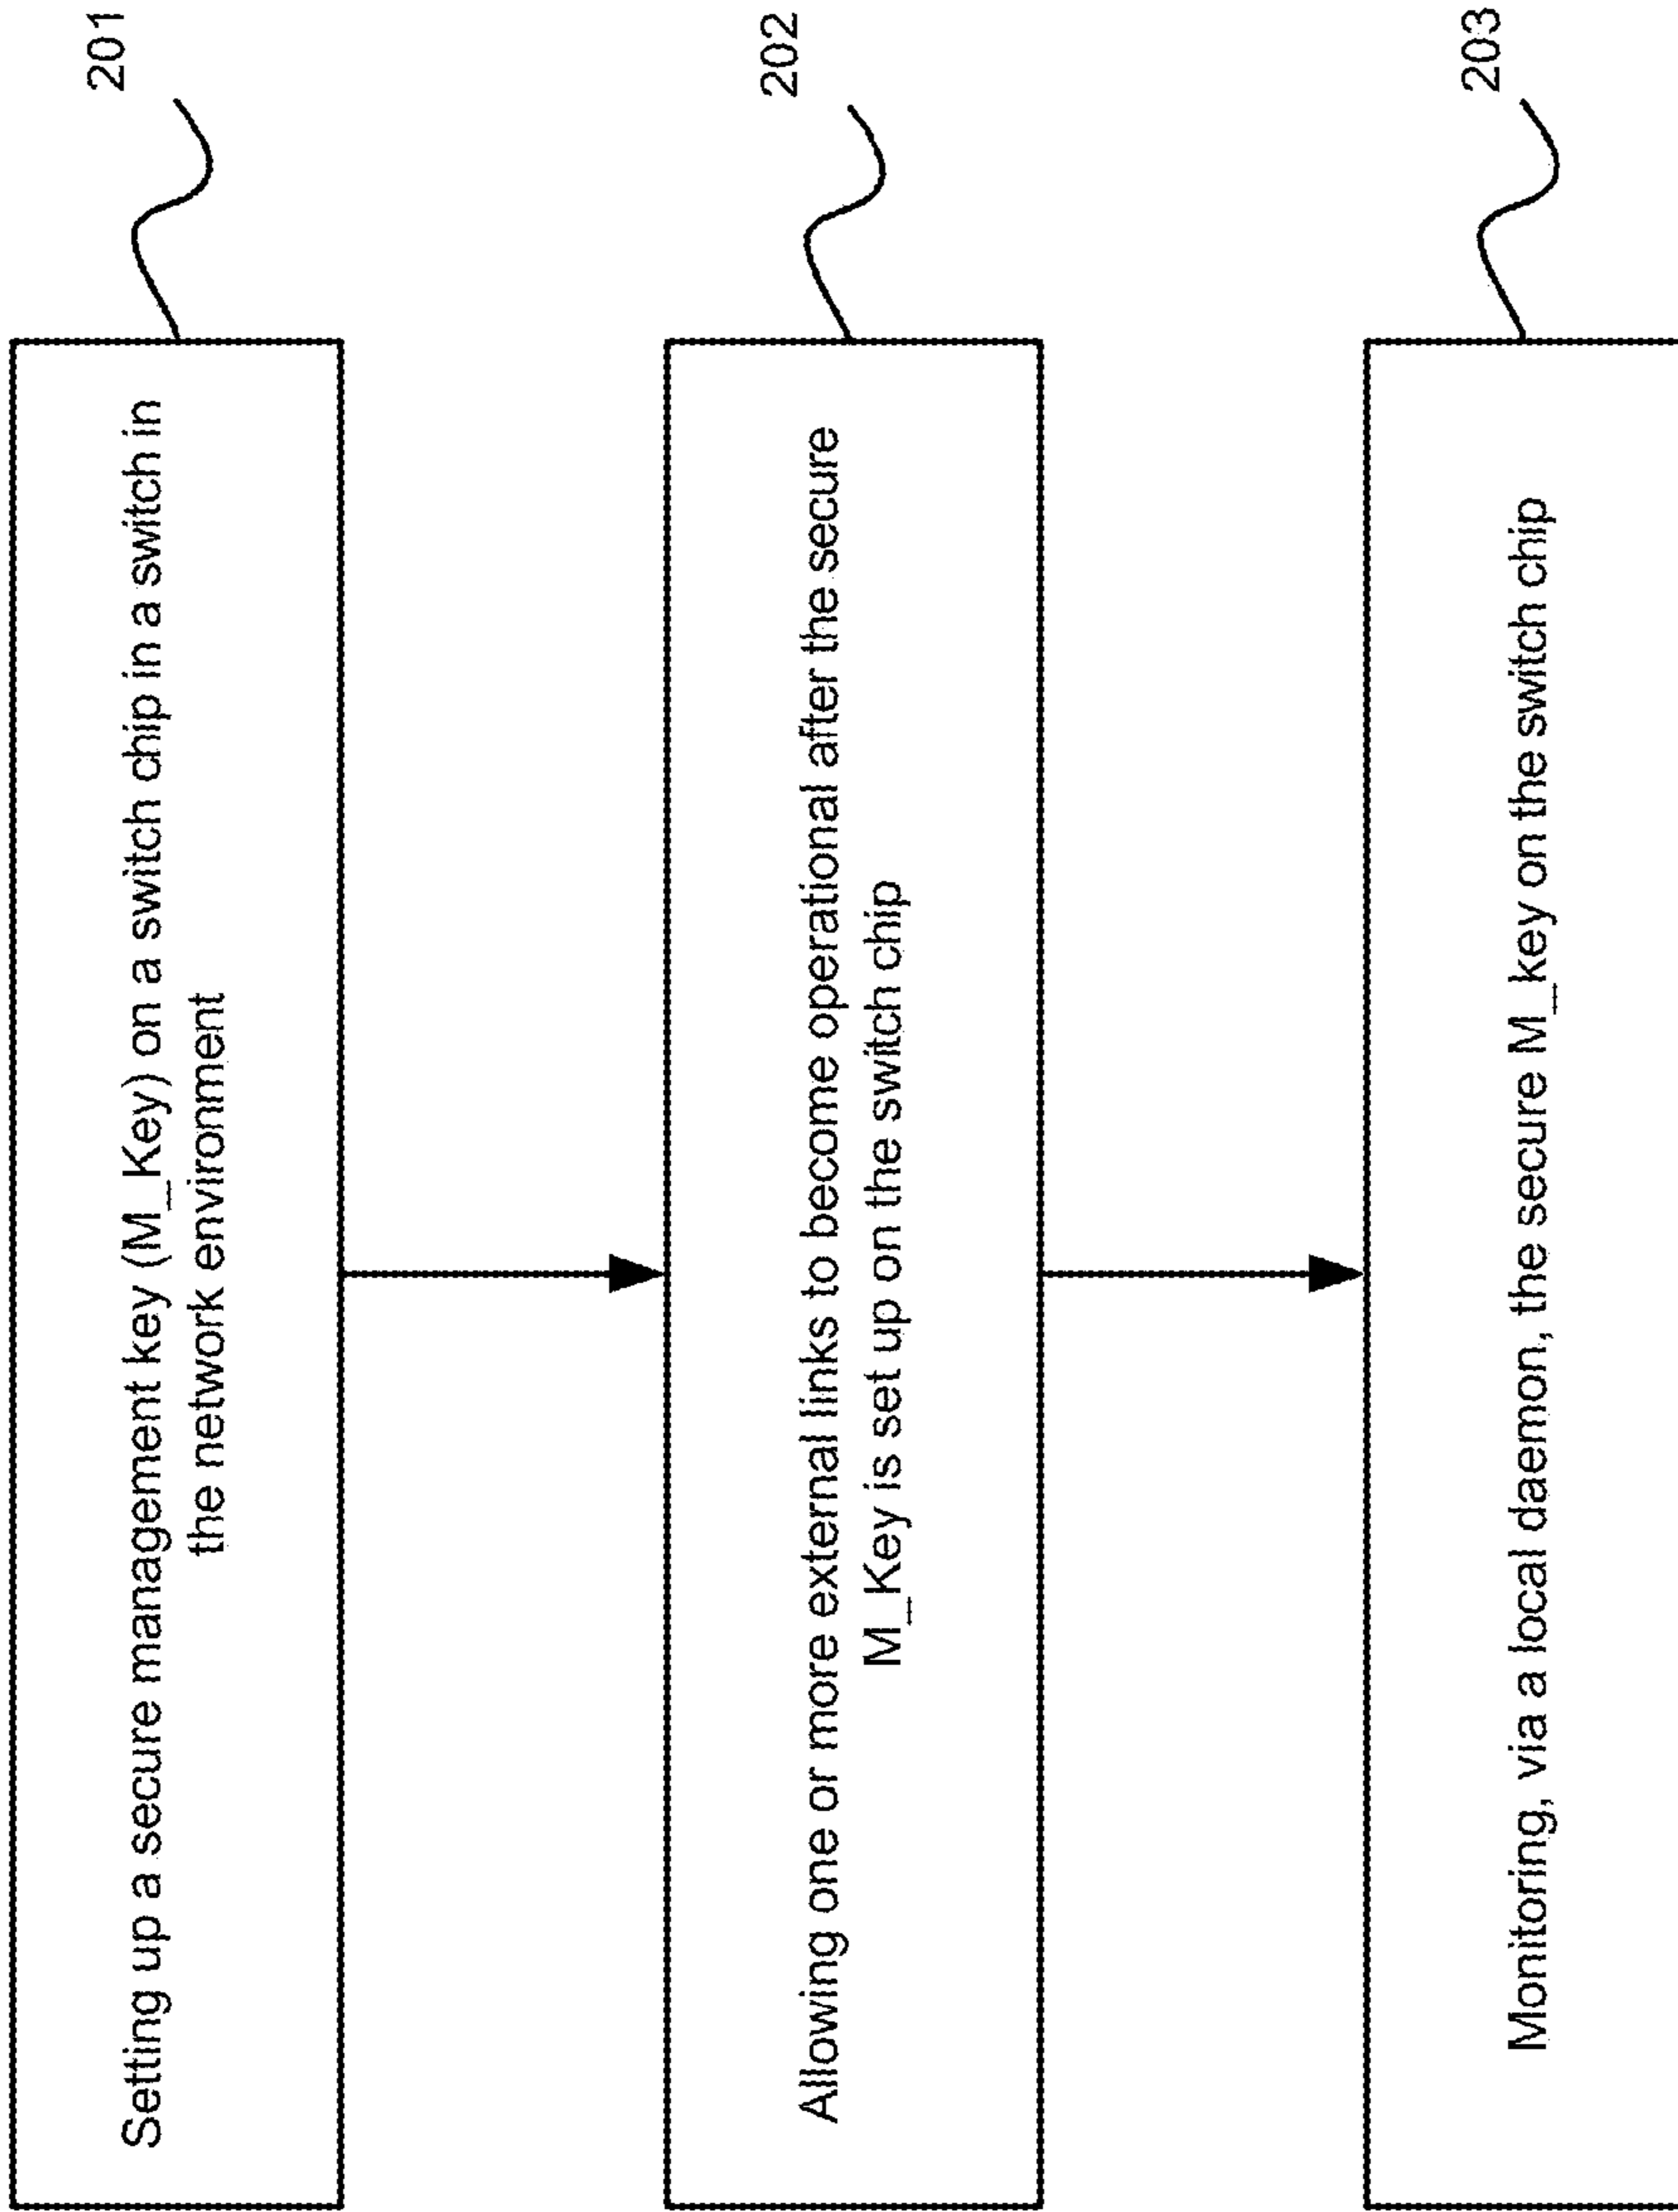 Setting up a secure management key (M_Key) on a switch chip in a switch in
the network environment
201
Allowing one or more external links to become operational after the secure
M_Key is set up on the switch chip
202
Monitoring, via a local daemon, the secure M_key on the switch chip
203